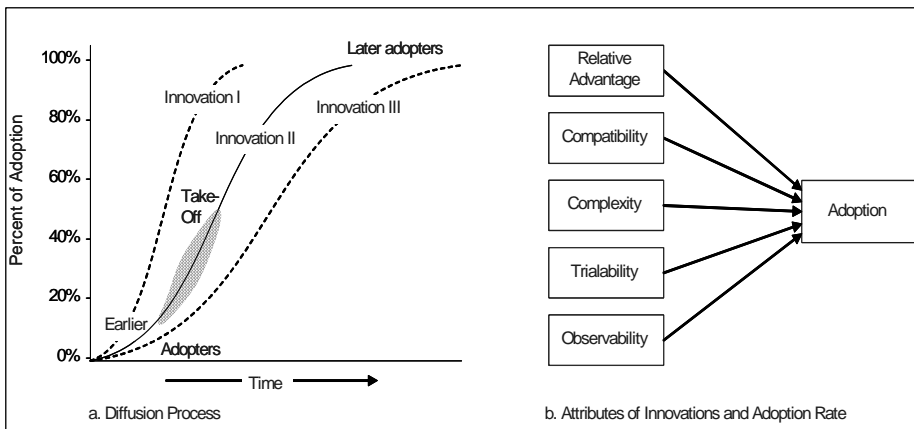 Percent of Adoption
100%
80%
60%
40%
20%
0%
Later adopters
Innovation I
Innovation II
Innovation III
Take-
Off
Earlier
Adopters
Time
a. Diffusion Process
Relative
Advantage
Compatibility
Complexity
Trialability
Observability
Adoption
b. Attributes of Innovations and Adoption Rate